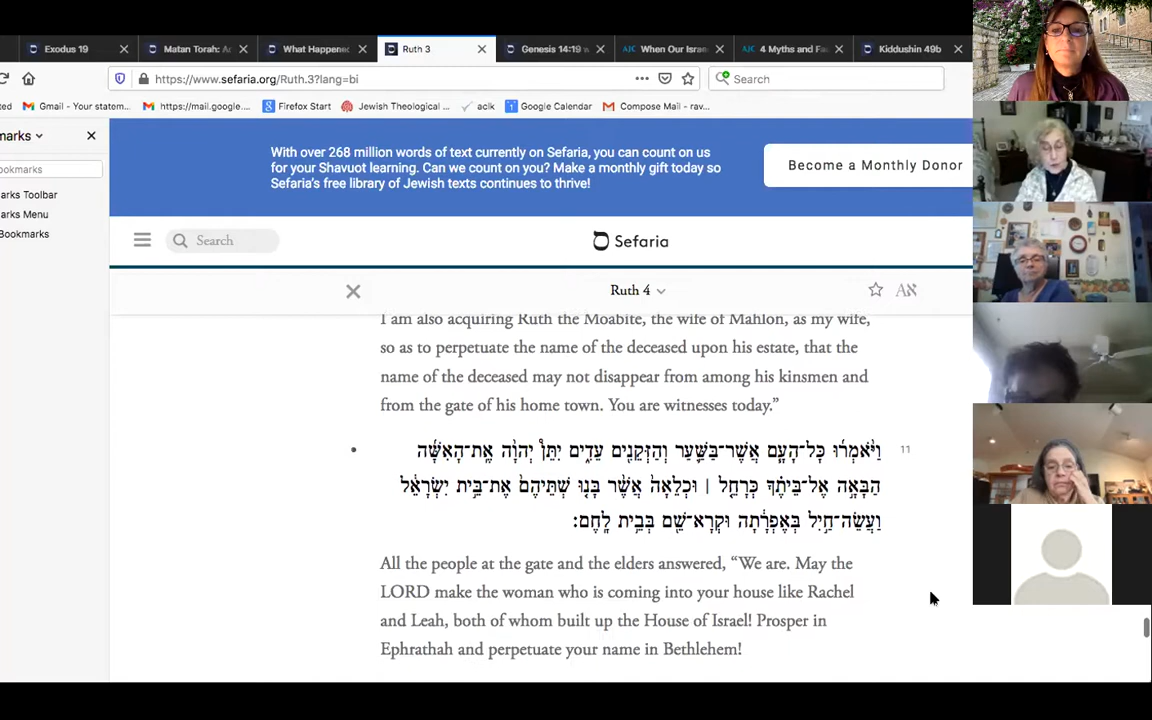 Exodus 19
Matan Torah: A
What Happene
Ruth 3
Genesis 14:19
When Our Isra
4 Myths and Fa
Kiddushin 49b
https://www.sefaria.org/Ruth.3?lang=bi
Search
Gmail - Your statem...
https://mail.google....
Firefox Start
Jewish Theological ...
aclk
Google Calendar
Compose Mail - rav...
marks
ookmarks
arks Toolbar
arks Menu
Bookmarks
With over 268 million words of text currently on Sefaria, you can count on us
for your Shavuot learning. Can we count on you? Make a monthly gift today so
Sefaria's free library of Jewish texts continues to thrive!
Become a Monthly Donor
Search
Sefaria
Ruth 4
I am also acquiring Ruth the Moabite, the wife of Mahlon, as my wife,
so as to perpetuate the name of the deceased upon his estate, that the
name of the deceased may not disappear from among his kinsmen and
from the gate of his home town. You are witnesses today.”
וַיֹּ֨אמְר֜וּ כׇּל־הָעָ֧ם אֲשֶׁר־בַּשַּׁ֛עַר וְהַזְּקֵנִ֖ים עֵדִ֑ים יִתֵּן֩ יְהֹוָ֨ה אֶֽת־הָאִשָּׁ֜ה
11
הַבָּאָ֣ה אֶל־בֵּיתֶ֗ךָ כְּרָחֵ֤ל ׀ וּכְלֵאָה֙ אֲשֶׁ֨ר בָּנ֤וּ שְׁתֵּיהֶם֙ אֶת־בֵּ֣ית יִשְׂרָאֵ֔ל
וַעֲשֵׂה־חַ֣יִל בְּאֶפְרָ֔תָה וּקְרָא־שֵׁ֖ם בְּבֵ֥ית לָֽחֶם׃
All the people at the gate and the elders answered, “We are. May the
LORD make the woman who is coming into your house like Rachel
and Leah, both of whom built up the House of Israel! Prosper in
Ephrathah and perpetuate your name in Bethlehem!